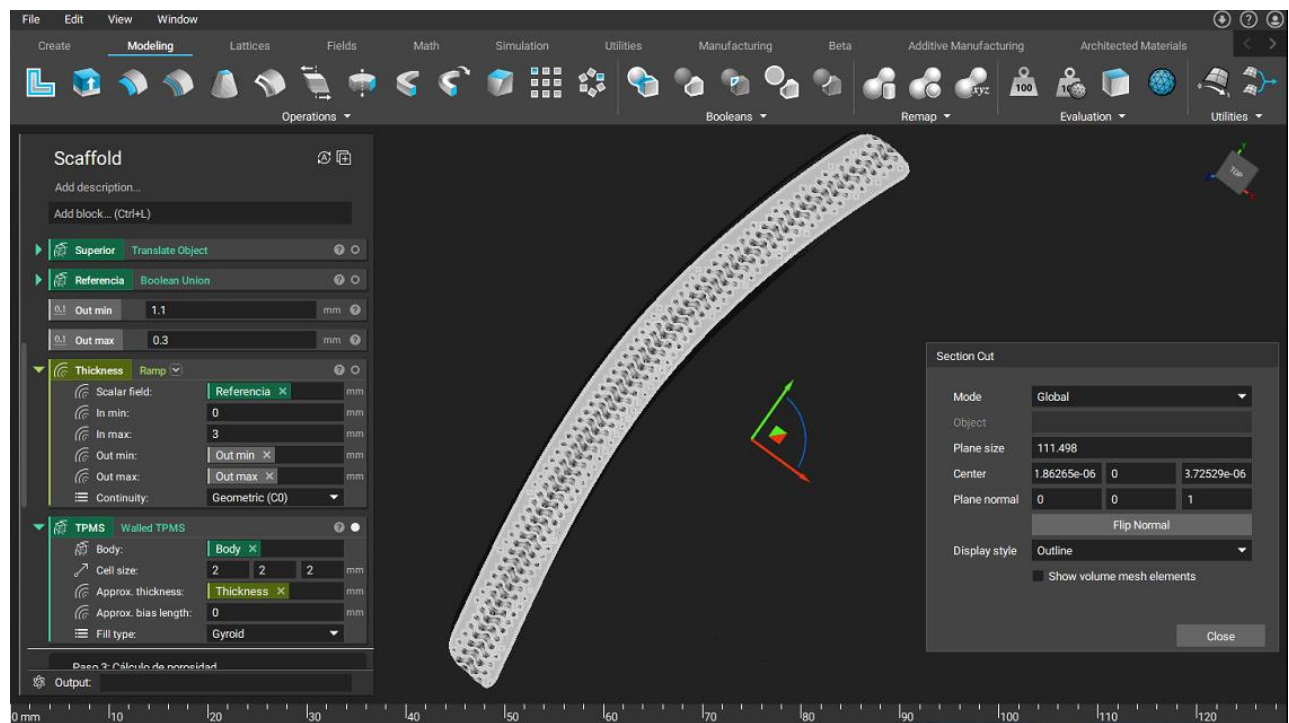 File Edit View Window
Create Modeling Lattices Fields Math Simulation Utilities Manufacturing Beta Additive Manufacturing Architected Materials
xyz 100
Operations Booleans Remap Evaluation Utilities
Scaffold
Add description...
Add block... (Ctrl+L)
Superior Translate Object
Referencia Boolean Union
0.1 Out min 1.1 mm
0.1 Out max 0.3 mm
Thickness Ramp
Scalar field: Referencia mm
In min: 0 mm
In max: 3 mm
Out min: Out min mm
Out max: Out max mm
Continuity: Geometric (C0)
TPMS Walled TPMS
Body: Body
Cell size: 2 2 2 mm
Approx. thickness: Thickness mm
Approx. bias length: 0 mm
Fill type: Gyroid
Paso 3: Cálculo de porosidad
Output:
TOP
Section Cut
Mode Global
Object
Plane size 111.498
Center 1.86265e-06 0 3.72529e-06
Plane normal 0 0 1
Flip Normal
Display style Outline
Show volume mesh elements
Close
0 mm 10 20 30 40 50 60 70 80 90 100 110 120